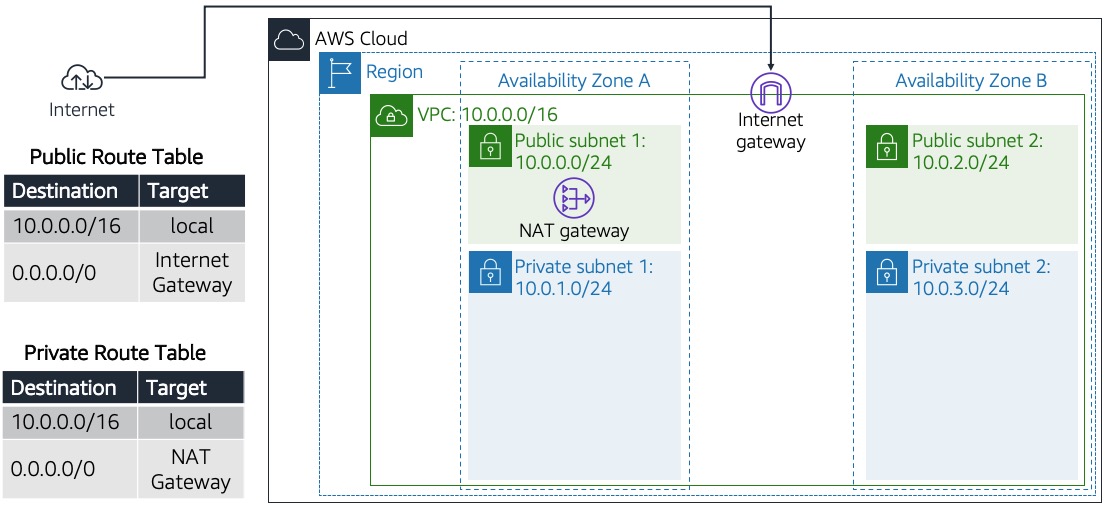 AWS Cloud
Region
Availability Zone A
Availability Zone B
Internet
VPC: 10.0.0.0/16
Internet
gateway
Public subnet 1:
10.0.0.0/24
NAT gateway
Public subnet 2:
10.0.2.0/24
Private subnet 1:
10.0.1.0/24
Private subnet 2:
10.0.3.0/24
Public Route Table
Destination Target
10.0.0.0/16 local
0.0.0.0/0 Internet
Gateway
Private Route Table
Destination Target
10.0.0.0/16 local
0.0.0.0/0 NAT
Gateway